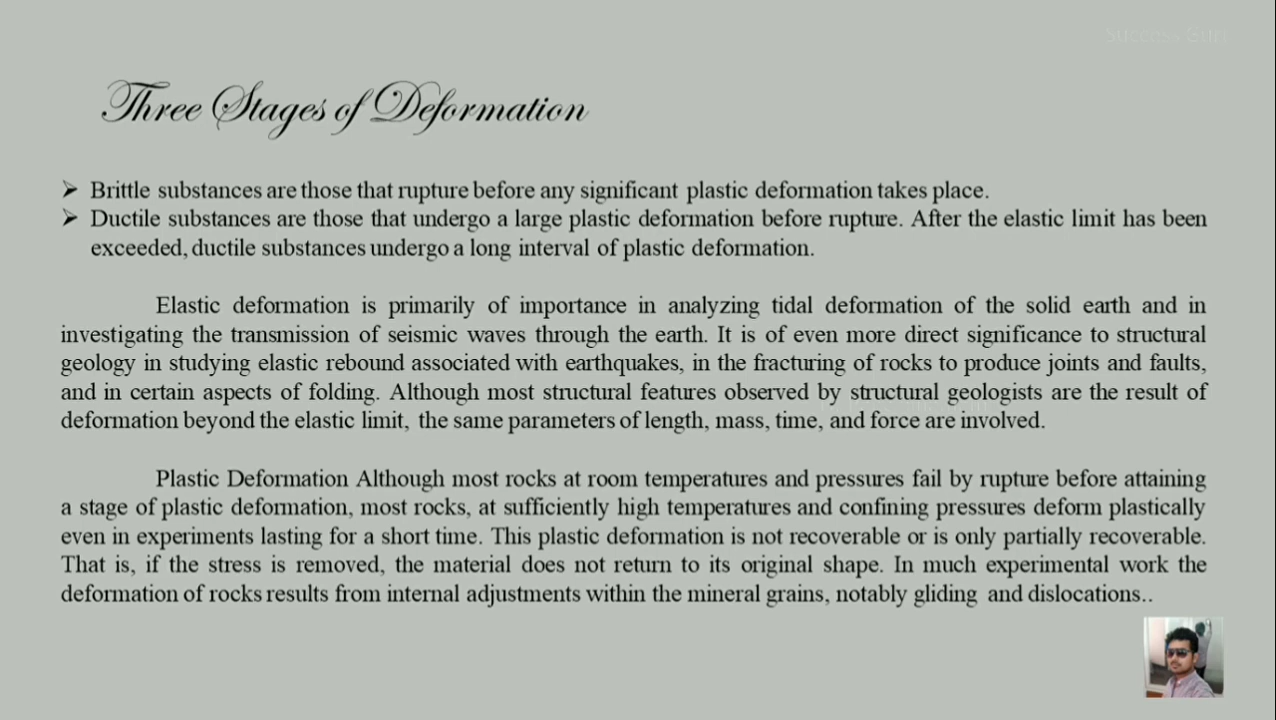 Success Guru
Three Stages of Deformation
➢ Brittle substances are those that rupture before any significant plastic deformation takes place.
➢ Ductile substances are those that undergo a large plastic deformation before rupture. After the elastic limit has been
exceeded, ductile substances undergo a long interval of plastic deformation.
Elastic deformation is primarily of importance in analyzing tidal deformation of the solid earth and in
investigating the transmission of seismic waves through the earth. It is of even more direct significance to structural
geology in studying elastic rebound associated with earthquakes, in the fracturing of rocks to produce joints and faults,
and in certain aspects of folding. Although most structural features observed by structural geologists are the result of
deformation beyond the elastic limit, the same parameters of length, mass, time, and force are involved.
Plastic Deformation Although most rocks at room temperatures and pressures fail by rupture before attaining
a stage of plastic deformation, most rocks, at sufficiently high temperatures and confining pressures deform plastically
even in experiments lasting for a short time. This plastic deformation is not recoverable or is only partially recoverable.
That is, if the stress is removed, the material does not return to its original shape. In much experimental work the
deformation of rocks results from internal adjustments within the mineral grains, notably gliding and dislocations..